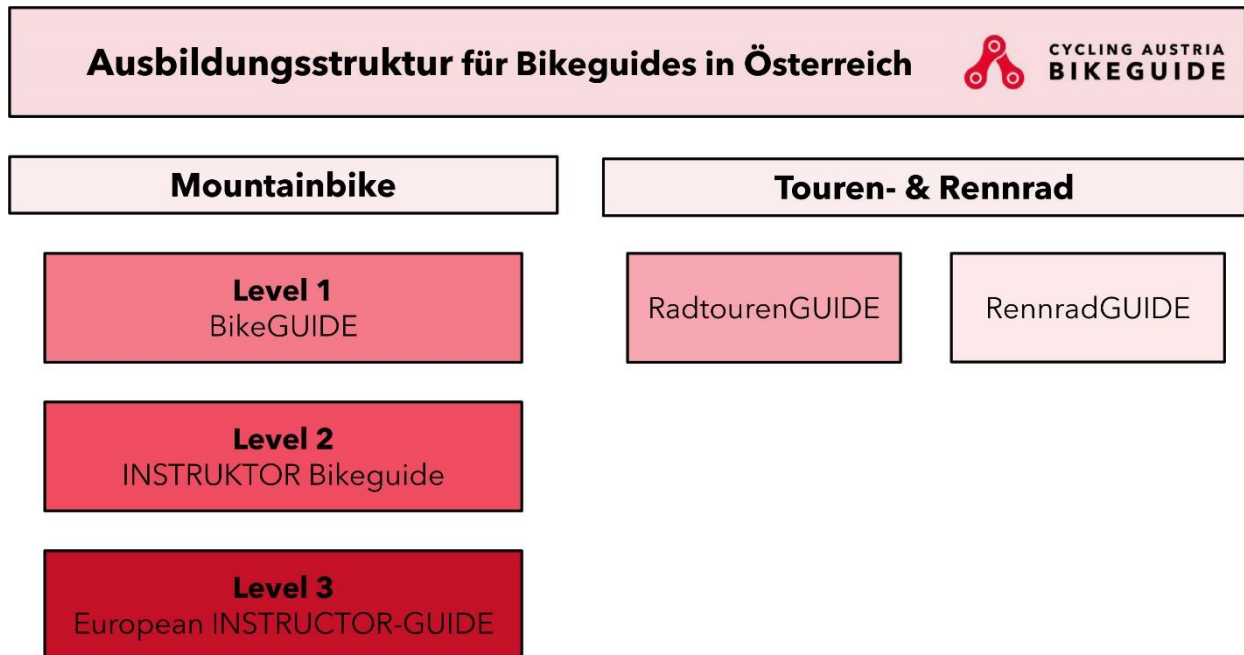 Ausbildungsstruktur für Bikeguides in Österreich
CYCLING AUSTRIA
BIKEGUIDE
Mountainbike
Level 1
BikeGUIDE
Level 2
INSTRUKTOR Bikeguide
Level 3
European INSTRUCTOR-GUIDE
Touren- & Rennrad
RadtourenGUIDE
RennradGUIDE